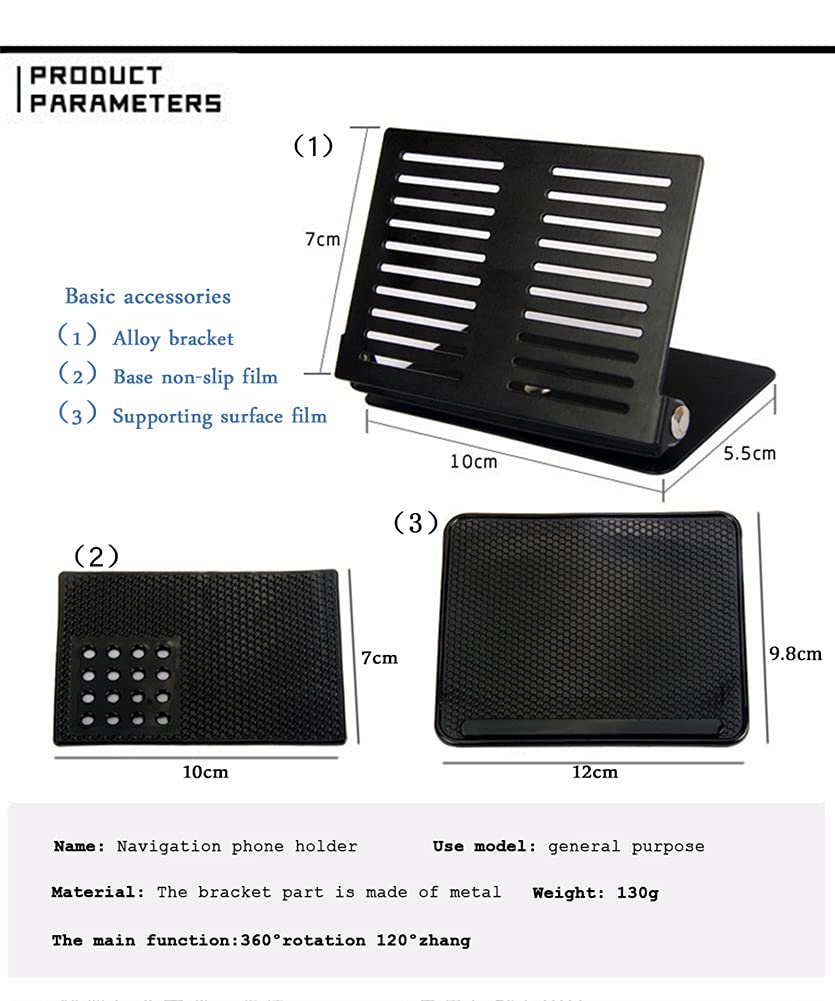 PRODUCT
PARAMETERS
（1）
7cm
Basic accessories
（1） Alloy bracket
（2） Base non-slip film
（3） Supporting surface film
10cm
5.5cm
（3）
（2）
7cm
9.8cm
10cm
12cm
Name: Navigation phone holder Use model: general purpose
Material: The bracket part is made of metal Weight: 130g
The main function:360°rotation 120°zhang